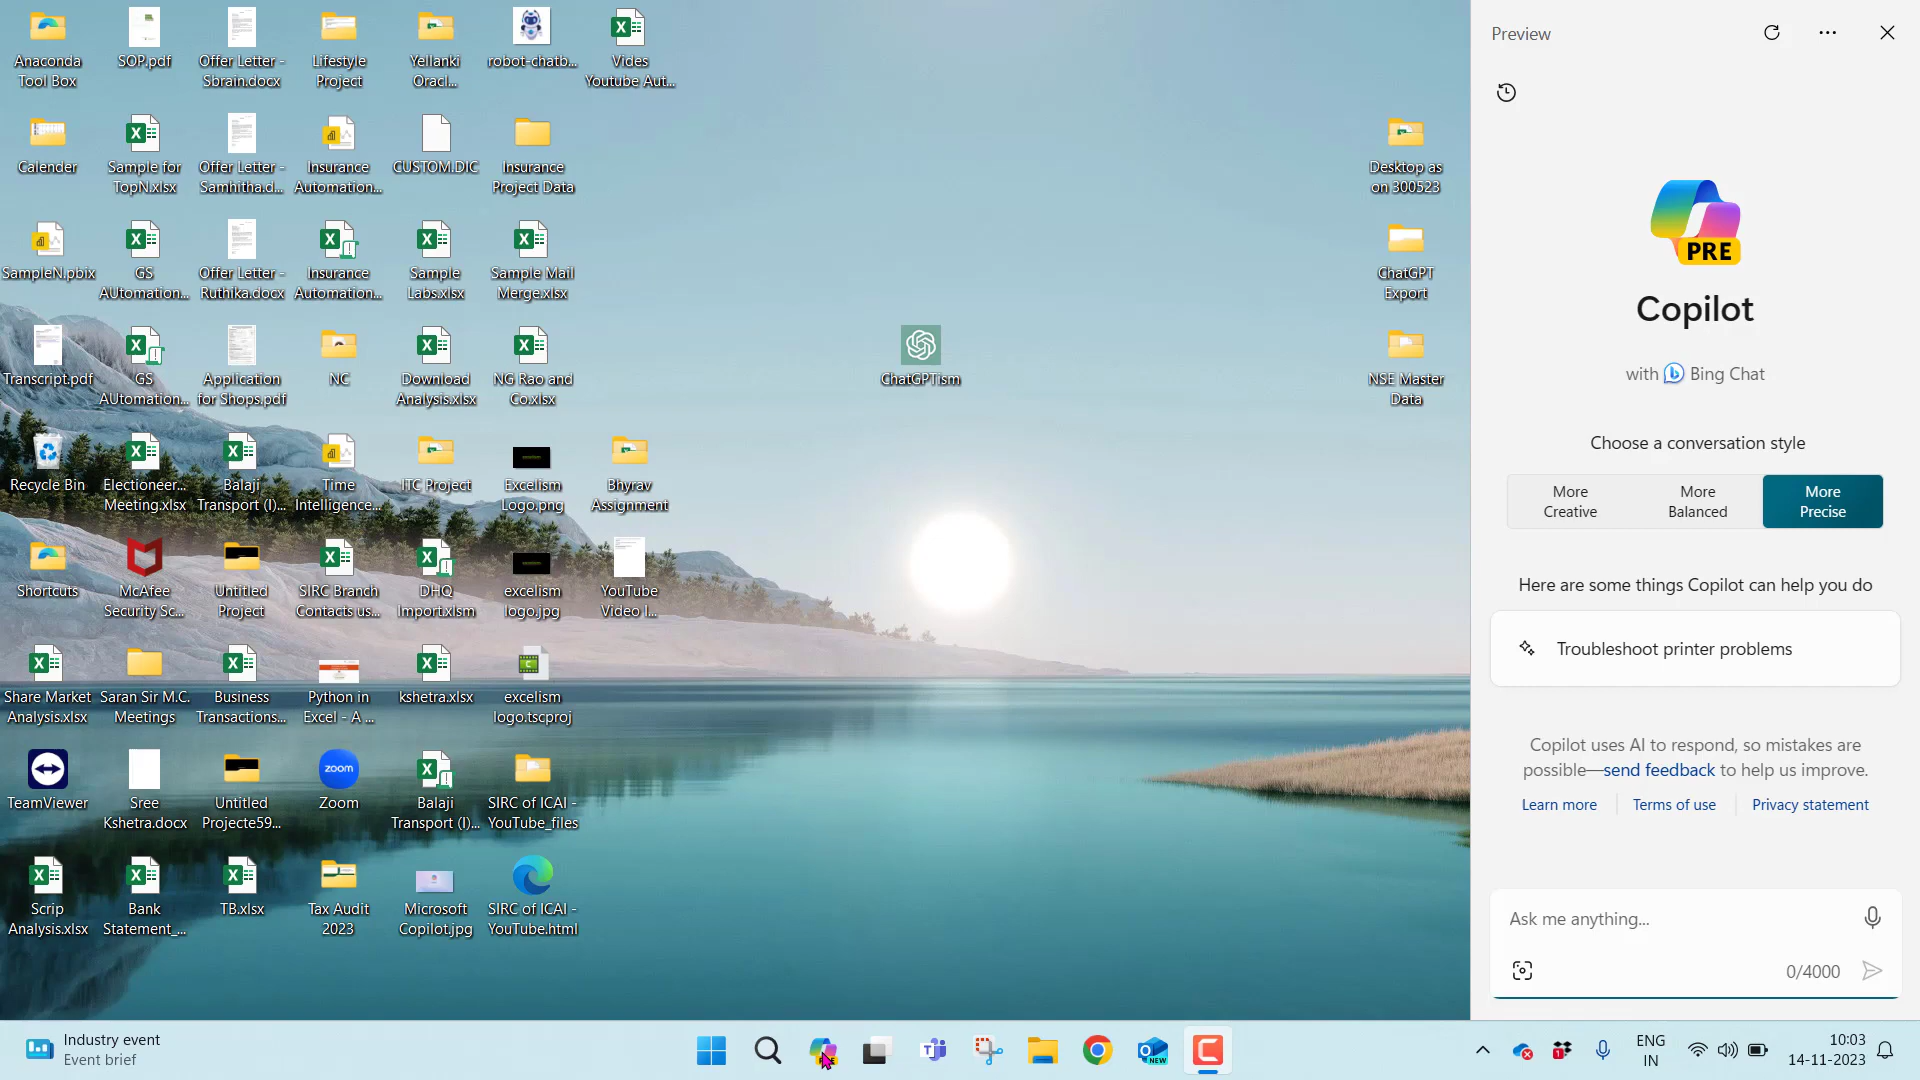 Anaconda
Tool Box
SOP.pdf
Offer Letter -
Sbrain.docx
Lifestyle
Project
Yellanki
Oracl...
robot-chatb...
Vides
Youtube Aut...
Calender
Sample for
TopN.xlsx
Offer Letter -
Samhitha.d...
Insurance
Automation...
CUSTOM.DIC
Insurance
Project Data
Desktop as
on 300523
SampleN.pbix
GS
AUtomation...
Offer Letter -
Ruthika.docx
Insurance
Automation...
Sample
Labs.xlsx
Sample Mail
Merge.xlsx
ChatGPT
Export
Transcript.pdf
GS
AUtomation...
Application
for Shops.pdf
NC
Download
Analysis.xlsx
NG Rao and
Co.xlsx
ChatGPTism
NSE Master
Data
Recycle Bin
Electioneer...
Meeting.xlsx
Balaji
Transport (I)...
Time
Intelligence...
ITC Project
Excelism
Logo.png
Bhyrav
Assignment
Shortcuts
McAfee
Security Sc...
Untitled
Project
SIRC Branch
Contacts us...
DHQ
Import.xlsm
excelism
logo.jpg
YouTube
Video I...
Share Market
Analysis.xlsx
Saran Sir M.C.
Meetings
Business
Transactions...
Python in
Excel - A ...
kshetra.xlsx
excelism
logo.tscproj
TeamViewer
Sree
Kshetra.docx
Untitled
Projecte59...
zoom
Zoom
Balaji
Transport (I)...
SIRC of ICAI -
YouTube_files
Scrip
Analysis.xlsx
Bank
Statement_...
TB.xlsx
Tax Audit
2023
Microsoft
Copilot.jpg
SIRC of ICAI -
YouTube.html
Preview
PRE
Copilot
with Bing Chat
Choose a conversation style
More
Creative
More
Balanced
More
Precise
Here are some things Copilot can help you do
Troubleshoot printer problems
Copilot uses AI to respond, so mistakes are
possible—send feedback to help us improve.
Learn more
Terms of use
Privacy statement
Ask me anything...
0/4000
Industry event
Event brief
NEW
1
ENG
IN
10:03
14-11-2023